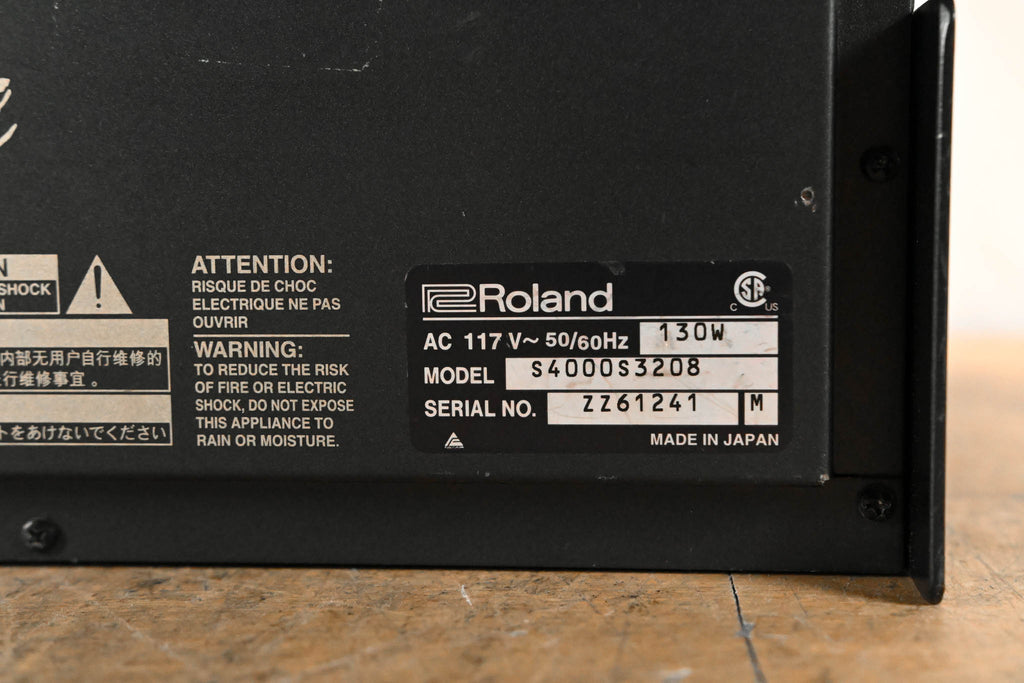 N
SHOCK
N
内部无用户自行维修的
行维修事宜。
トをあけないでください
ATTENTION:
RISQUE DE CHOC
ELECTRIQUE NE PAS
OUVRIR
WARNING:
TO REDUCE THE RISK
OF FIRE OR ELECTRIC
SHOCK, DO NOT EXPOSE
THIS APPLIANCE TO
RAIN OR MOISTURE.
Roland
SA ®
C US
AC 117 V~ 50/60Hz 130W
MODEL S4000S3208
SERIAL NO. ZZ61241 M
MADE IN JAPAN